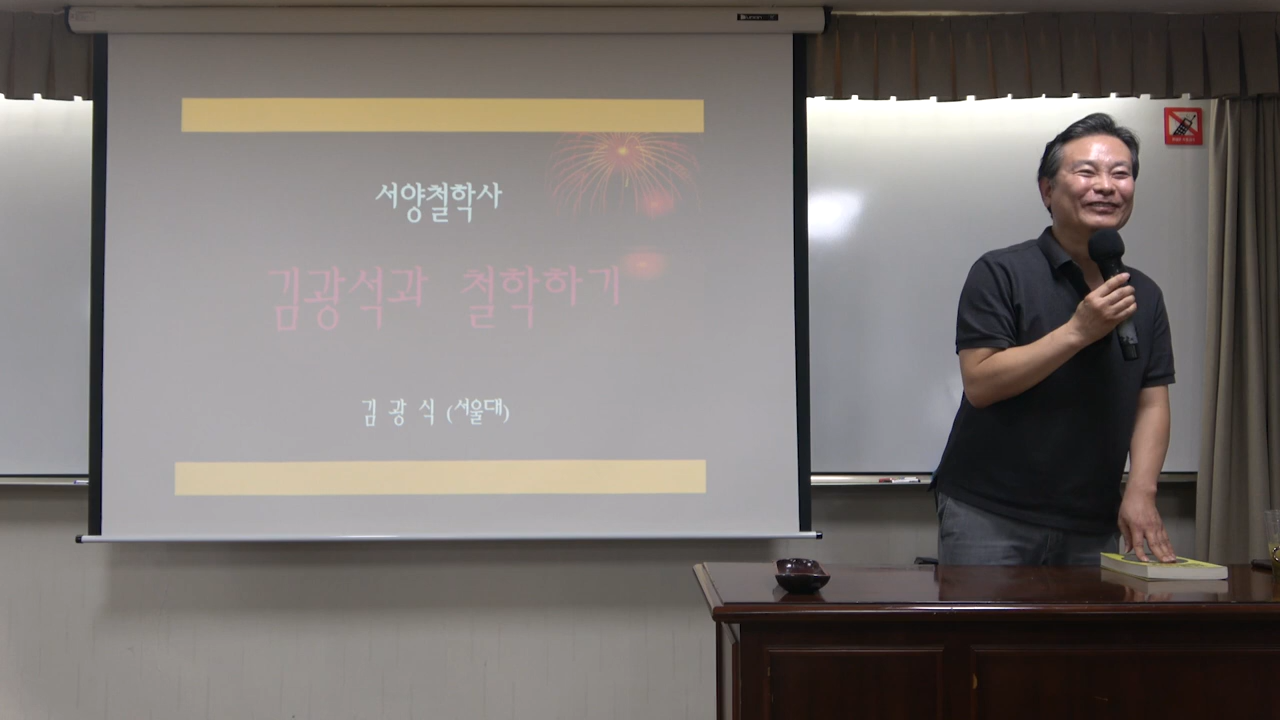 서양철학사
김광석과 철학하기
김 광 식 (서울대)